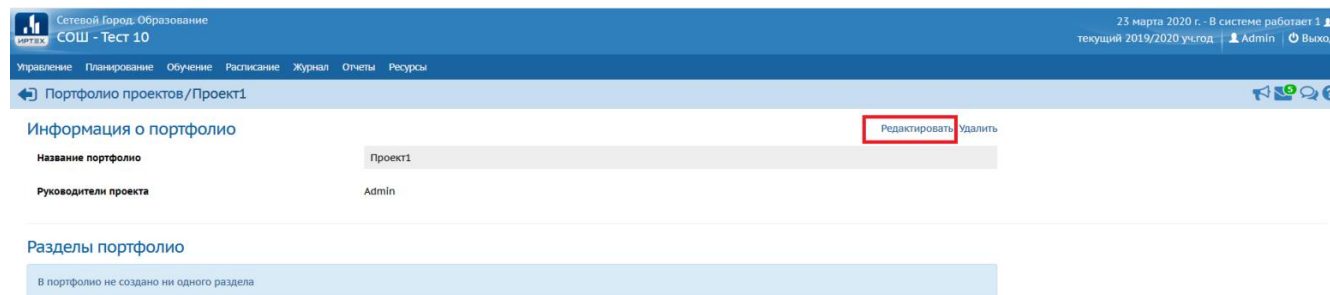 Сетевой Город. Образование
23 марта 2020 г. - В системе работает 1
ИРТЕХ СОШ - Тест 10
текущий 2019/2020 уч.год Admin Выход
Управление Планирование Обучение Расписание Журнал Отчеты Ресурсы
Портфолио проектов/Проект1
5
Информация о портфолио
Редактировать Удалить
Название портфолио Проект1
Руководители проекта Admin
Разделы портфолио
В портфолио не создано ни одного раздела